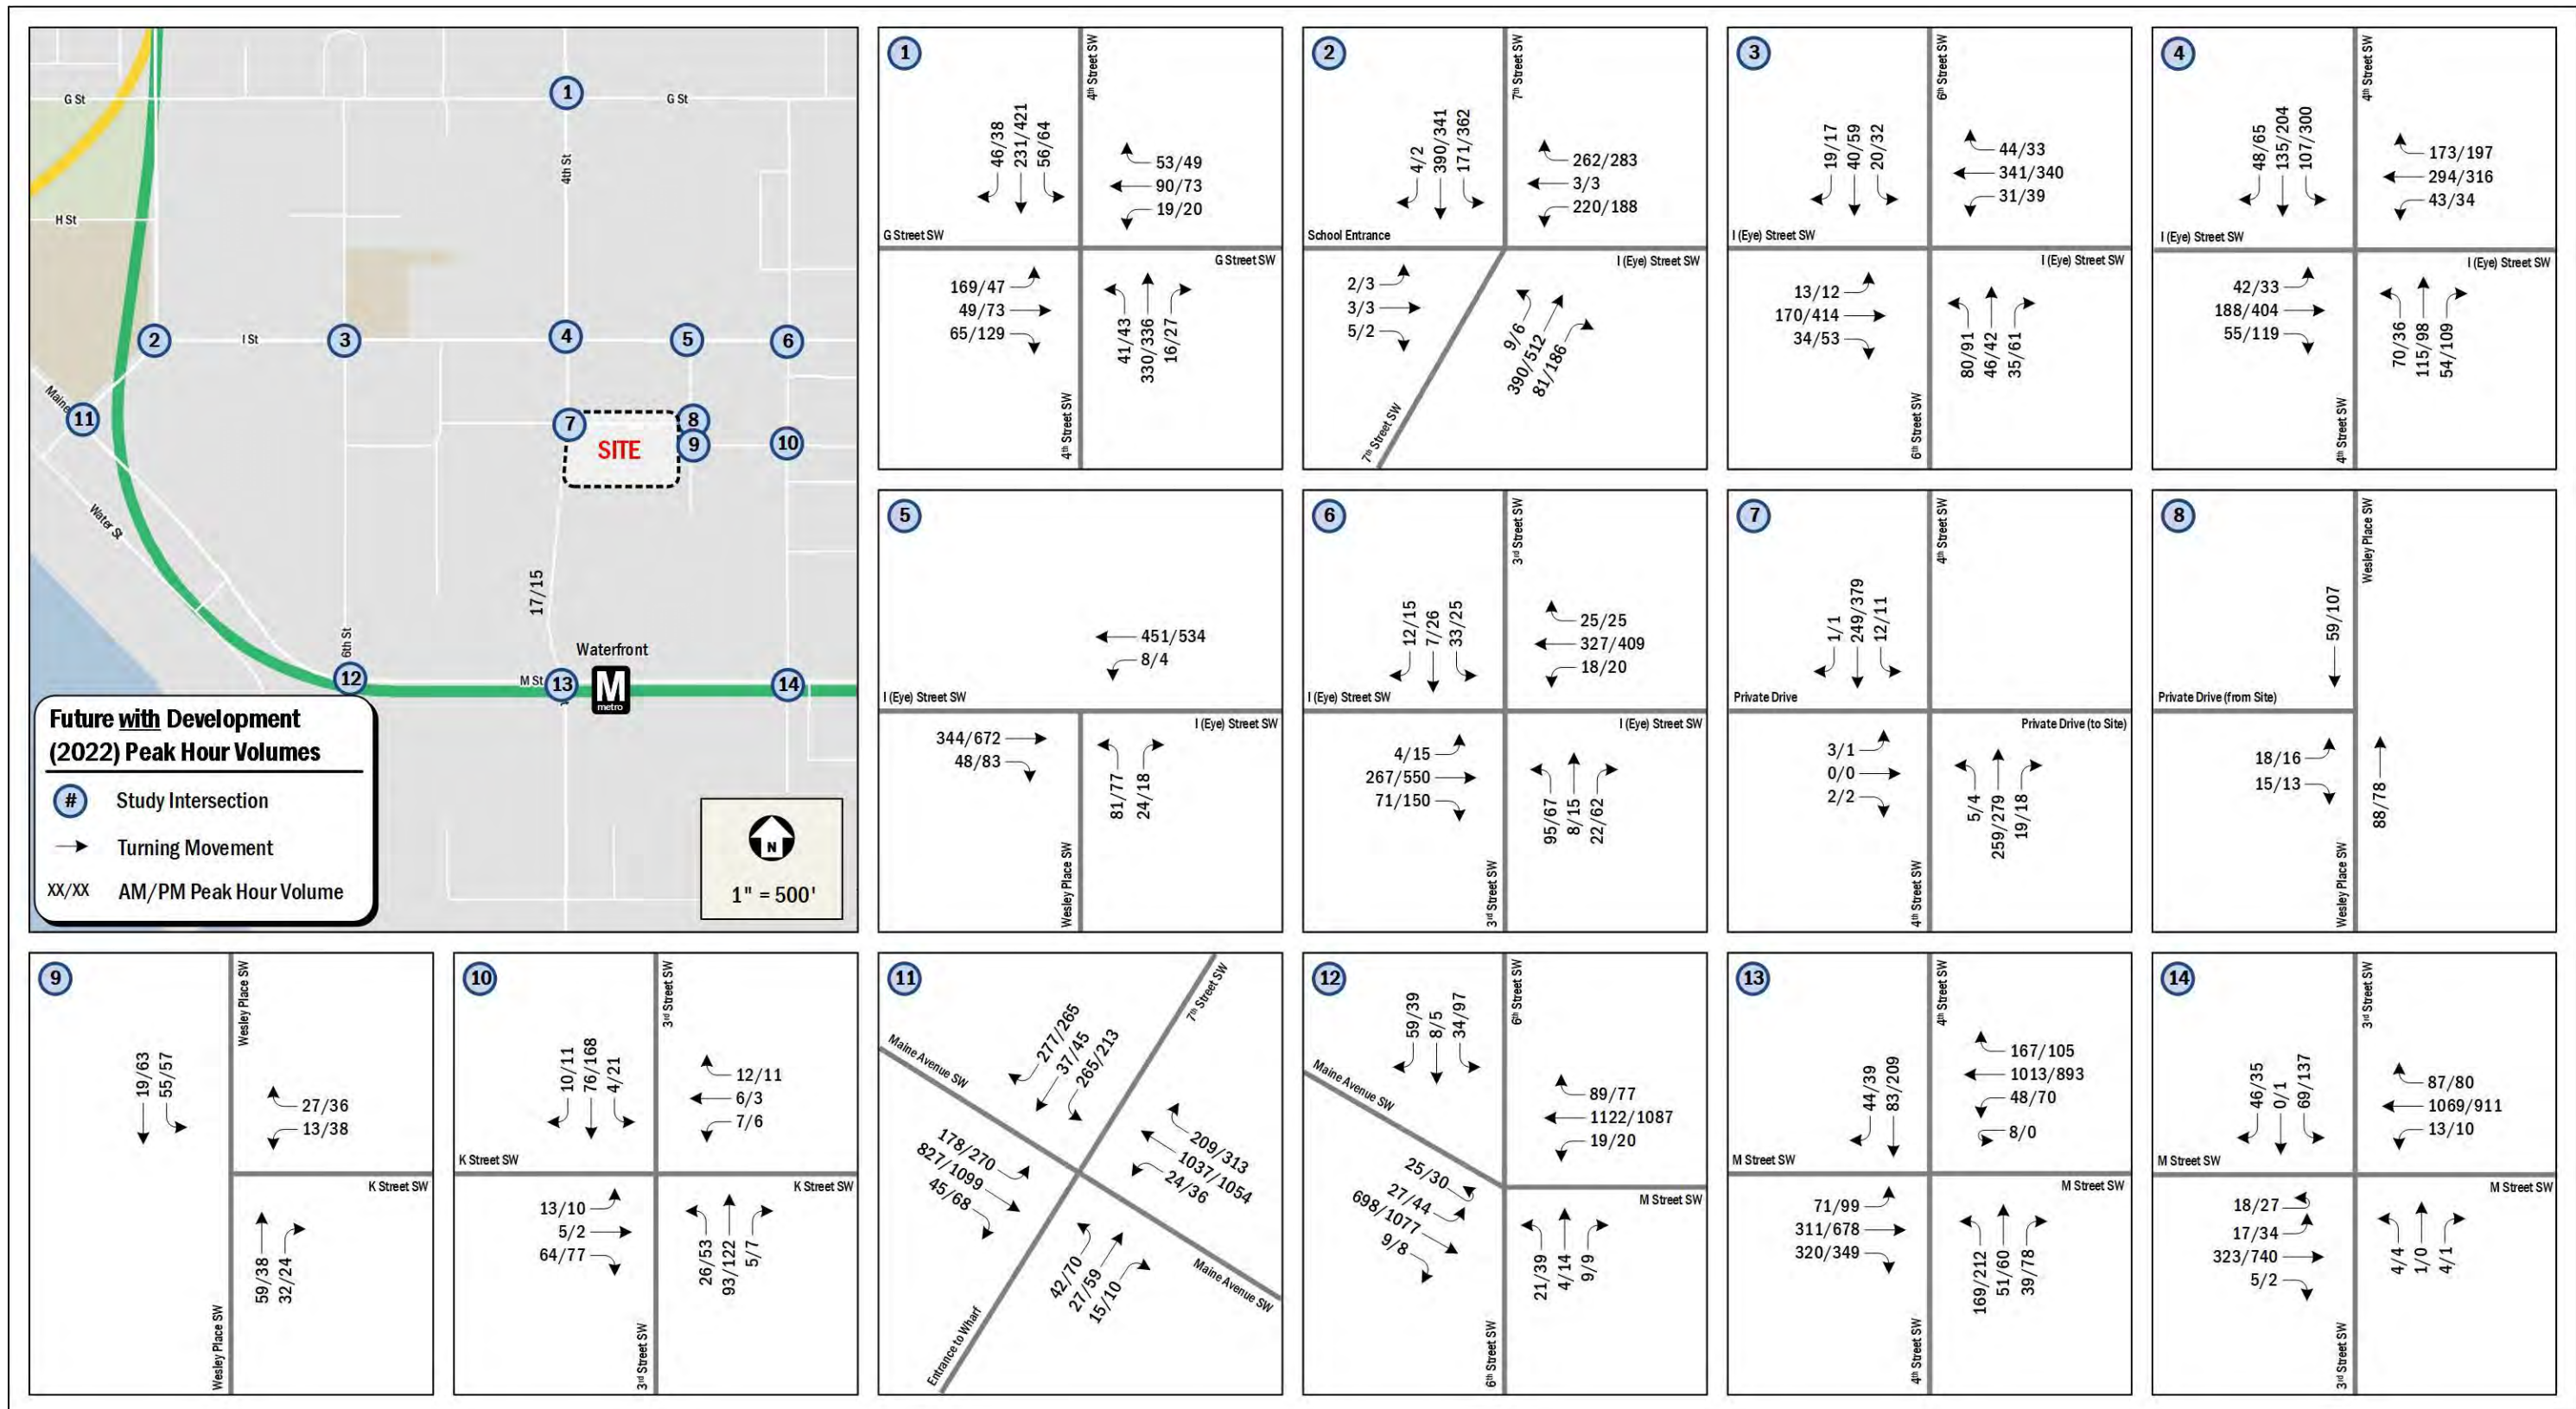 G St
G St
1
4th St
H St
2
I St
3
4
5
6
Maine
11
7
8
9
SITE
10
Water St
17/15
6th St
Waterfront
12
M St
13
M
metro
14
Future with Development
(2022) Peak Hour Volumes
# Study Intersection
Turning Movement
XX/XX AM/PM Peak Hour Volume
N
1" = 500'
1
4th Street SW
46/38
231/421
56/64
53/49
90/73
19/20
G Street SW
G Street SW
169/47
49/73
65/129
41/43
330/336
16/27
4th Street SW
2
7th Street SW
4/2
390/341
171/362
262/283
3/3
220/188
School Entrance
I (Eye) Street SW
2/3
3/3
5/2
9/6
390/512
81/186
7th Street SW
3
6th Street SW
19/17
40/59
20/32
44/33
341/340
31/39
I (Eye) Street SW
I (Eye) Street SW
13/12
170/414
34/53
80/91
46/42
35/61
6th Street SW
4
4th Street SW
48/65
135/204
107/300
173/197
294/316
43/34
I (Eye) Street SW
I (Eye) Street SW
42/33
188/404
55/119
70/36
115/98
54/109
4th Street SW
5
451/534
8/4
I (Eye) Street SW
I (Eye) Street SW
344/672
48/83
81/77
24/18
Wesley Place SW
6
3rd Street SW
12/15
7/26
33/25
25/25
327/409
18/20
I (Eye) Street SW
I (Eye) Street SW
4/15
267/550
71/150
95/67
8/15
22/62
3rd Street SW
7
4th Street SW
1/1
249/379
12/11
Private Drive
Private Drive (to Site)
3/1
0/0
2/2
5/4
259/279
19/18
4th Street SW
8
Wesley Place SW
59/107
Private Drive (from Site)
18/16
15/13
88/78
Wesley Place SW
9
Wesley Place SW
19/63
55/57
27/36
13/38
K Street SW
59/38
32/24
Wesley Place SW
10
3rd Street SW
10/11
76/168
4/21
12/11
6/3
7/6
K Street SW
K Street SW
13/10
5/2
64/77
26/53
93/122
5/7
3rd Street SW
11
7th Street SW
277/265
37/45
265/213
Maine Avenue SW
209/313
1037/1054
24/36
178/270
827/1099
45/68
42/70
27/59
15/10
Maine Avenue SW
Entrance to Wharf
12
6th Street SW
59/39
8/5
34/97
Maine Avenue SW
89/77
1122/1087
19/20
25/30
27/44
698/1077
9/8
M Street SW
21/39
4/14
9/9
6th Street SW
13
4th Street SW
44/39
83/209
167/105
1013/893
48/70
8/0
M Street SW
M Street SW
71/99
311/678
320/349
169/212
51/60
39/78
4th Street SW
14
3rd Street SW
46/35
0/1
69/137
87/80
1069/911
13/10
M Street SW
M Street SW
18/27
17/34
323/740
5/2
4/4
1/0
4/1
3rd Street SW